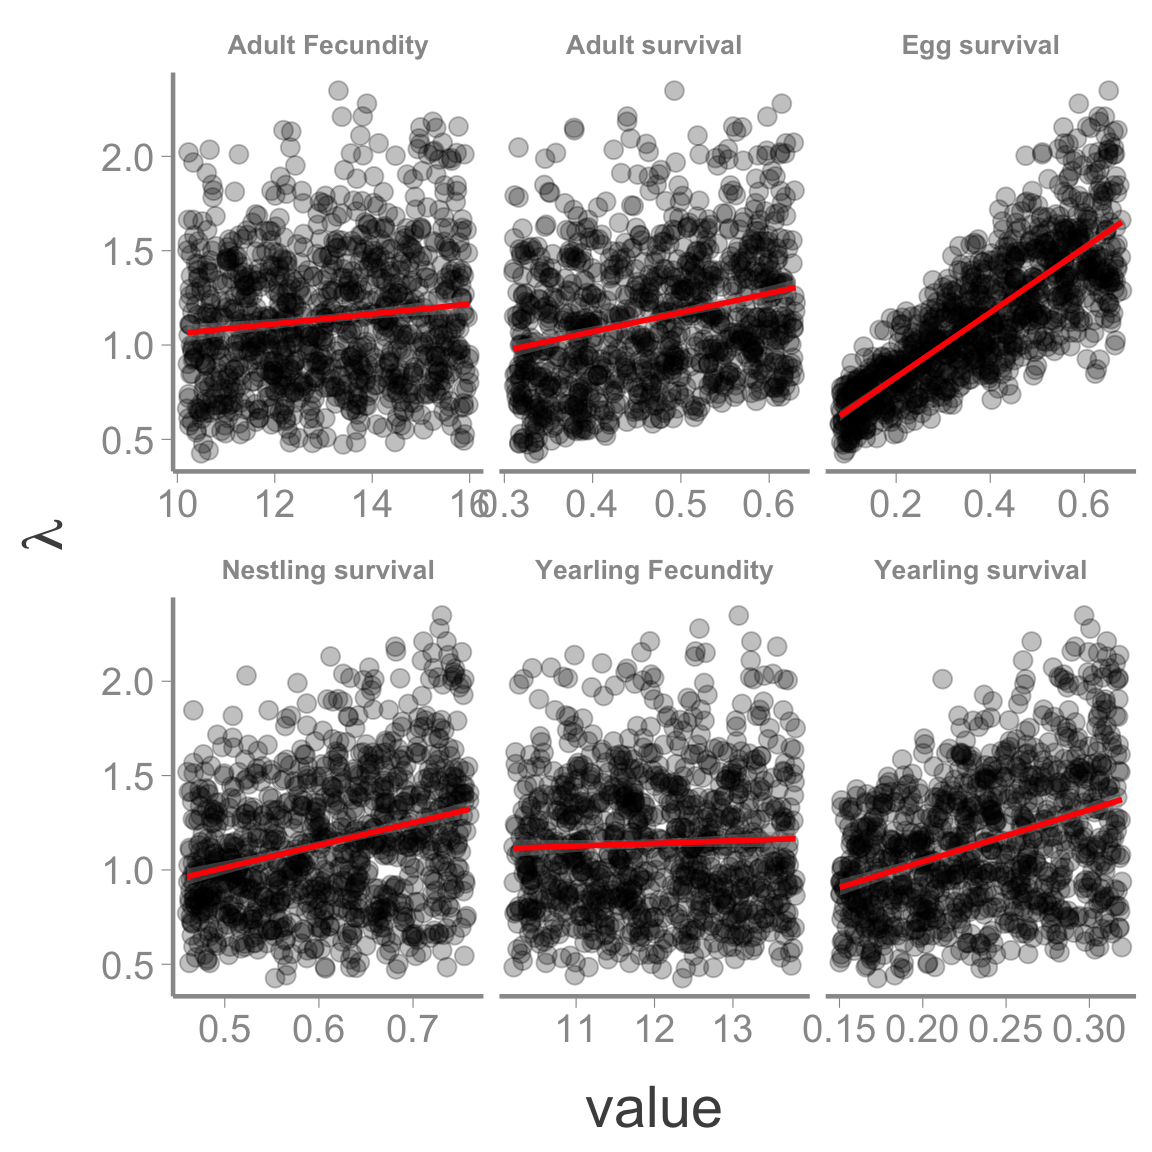 Adult Fecundity Adult survival Egg survival
2.0
1.5
1.0
0.5
10 12 14 16 0.3 0.4 0.5 0.6 0.2 0.4 0.6
λ
Nestling survival Yearling Fecundity Yearling survival
2.0
1.5
1.0
0.5
0.5 0.6 0.7 11 12 13 0.15 0.20 0.25 0.30
value